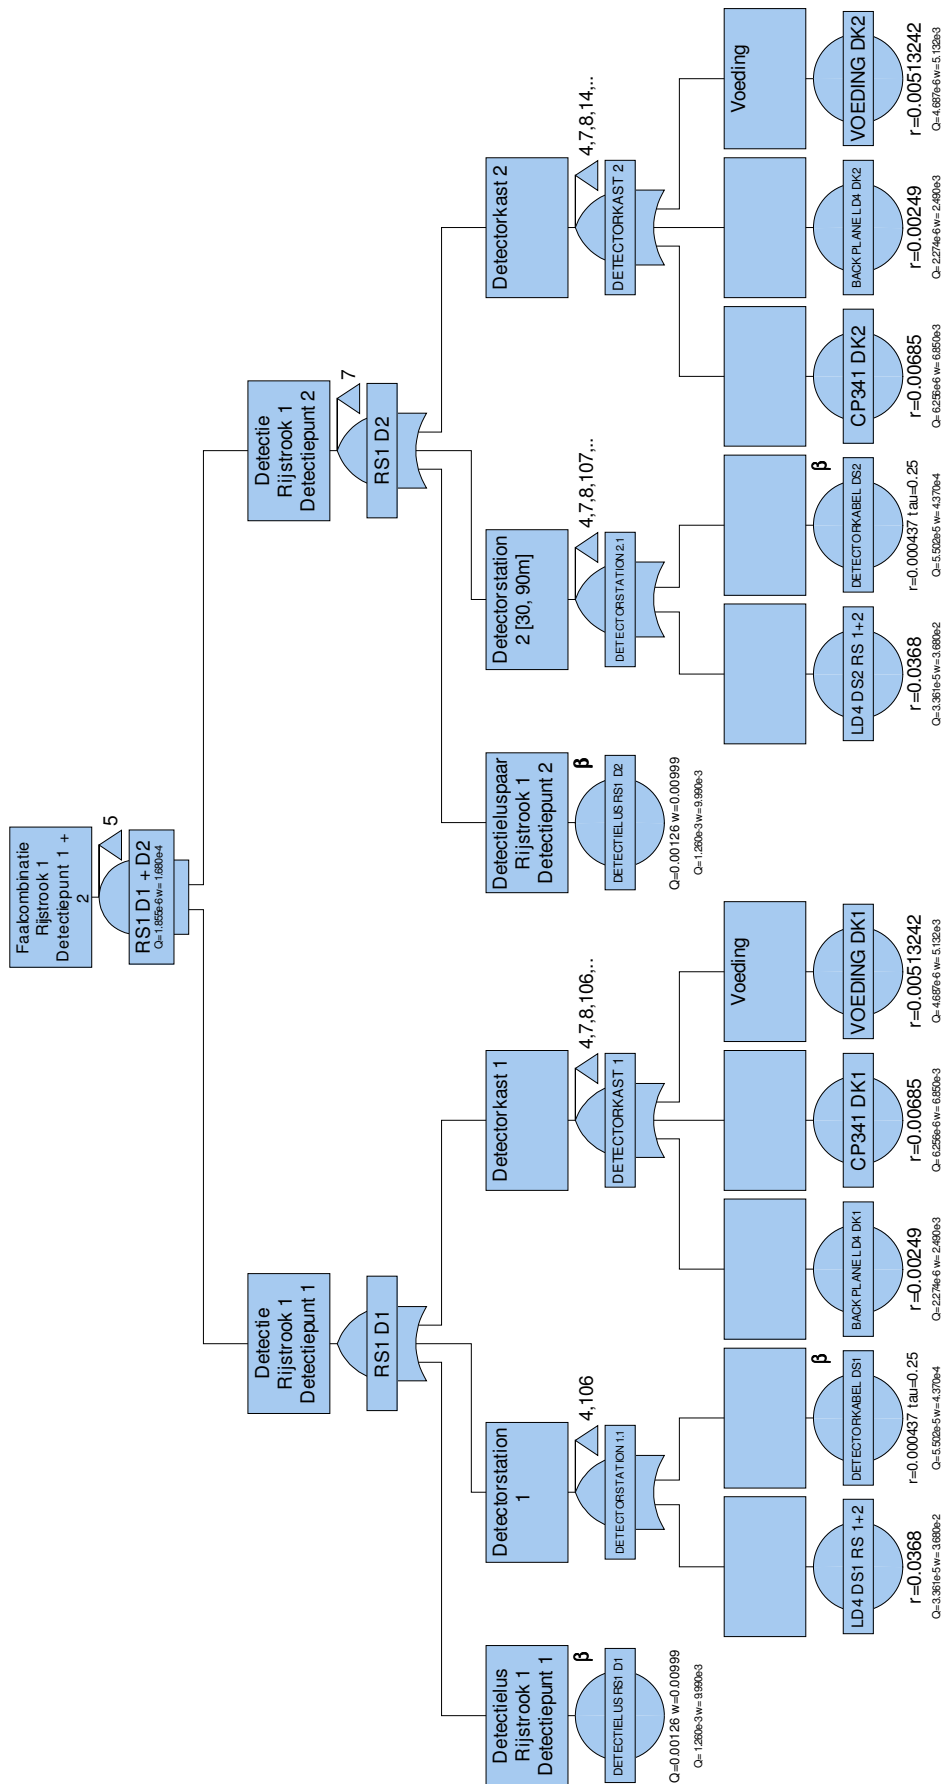 Faalcombinatie
Rijstrook 1
Detectiepunt 1 +
2
5
RS1 D1 + D2
Q=1.855e-6 w=1.680e-4
Detectie
Rijstrook 1
Detectiepunt 1
RS1 D1
Detectie
Rijstrook 1
Detectiepunt 2
7
RS1 D2
Detectielus
Rijstrook 1
Detectiepunt 1
β
DETECTIELUS RS1 D1
Q=0.00126 w=0.00999
Q=1.260e-3 w=9.990e-3
Detectorstation
1
4,106
DETECTORSTATION 1.1
Detectorkast 1
4,7,8,106,..
DETECTORKAST 1
Detectieluspaar
Rijstrook 1
Detectiepunt 2
β
DETECTIELUS RS1 D2
Q=0.00126 w=0.00999
Q=1.260e-3 w=9.990e-3
Detectorstation
2 [30, 90m]
4,7,8,107,..
DETECTORSTATION 2.1
Detectorkast 2
4,7,8,14,..
DETECTORKAST 2
LD4 DS1 RS 1+2
r=0.0368
Q=3.361e-5 w=3.680e-2
β
DETECTORKABEL DS1
r=0.000437 tau=0.25
Q=5.502e-5 w=4.370e-4
BACKPLANE LD4 DK1
r=0.00249
Q=2.274e-6 w=2.490e-3
CP341 DK1
r=0.00685
Q=6.256e-6 w=6.850e-3
Voeding
VOEDING DK1
r=0.00513242
Q=4.687e-6 w=5.132e-3
LD4 DS2 RS 1+2
r=0.0368
Q=3.361e-5 w=3.680e-2
β
DETECTORKABEL DS2
r=0.000437 tau=0.25
Q=5.502e-5 w=4.370e-4
CP341 DK2
r=0.00685
Q=6.256e-6 w=6.850e-3
BACKPLANE LD4 DK2
r=0.00249
Q=2.274e-6 w=2.490e-3
Voeding
VOEDING DK2
r=0.00513242
Q=4.687e-6 w=5.132e-3